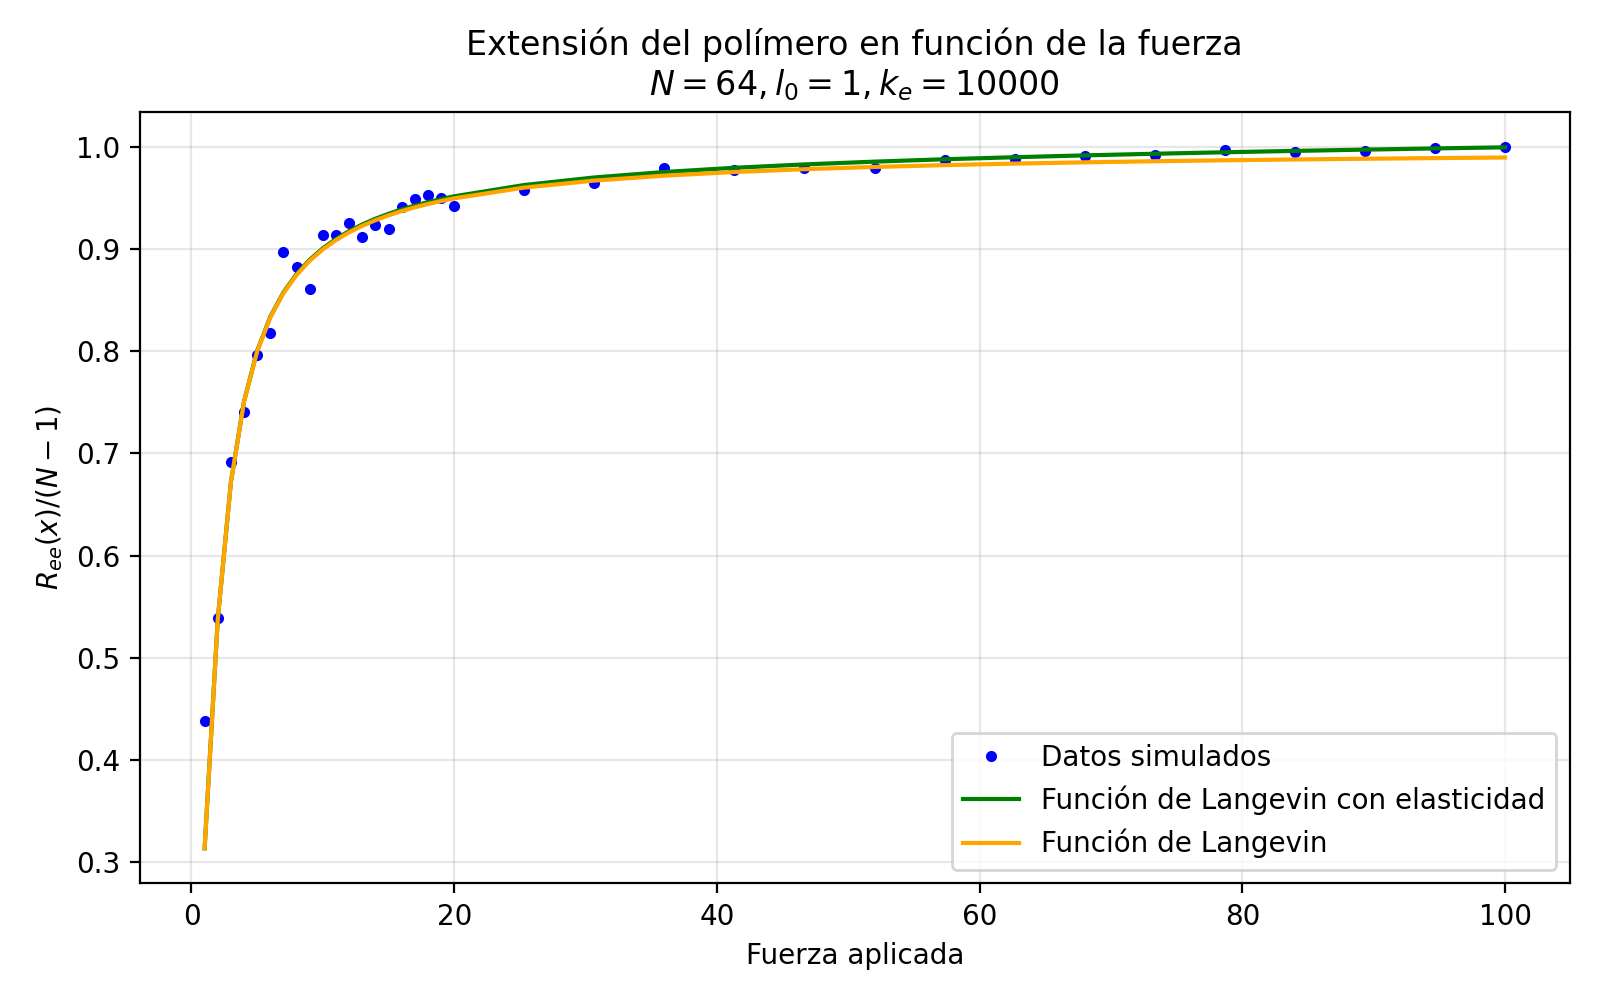 Extensión del polímero en función de la fuerza
N = 64, l₀ = 1, kₑ = 10000
1.0
0.9
0.8
0.7
0.6
0.5
0.4
0.3
Rₑₑ(x)/(N − 1)
Datos simulados
Función de Langevin con elasticidad
Función de Langevin
0 20 40 60 80 100
Fuerza aplicada